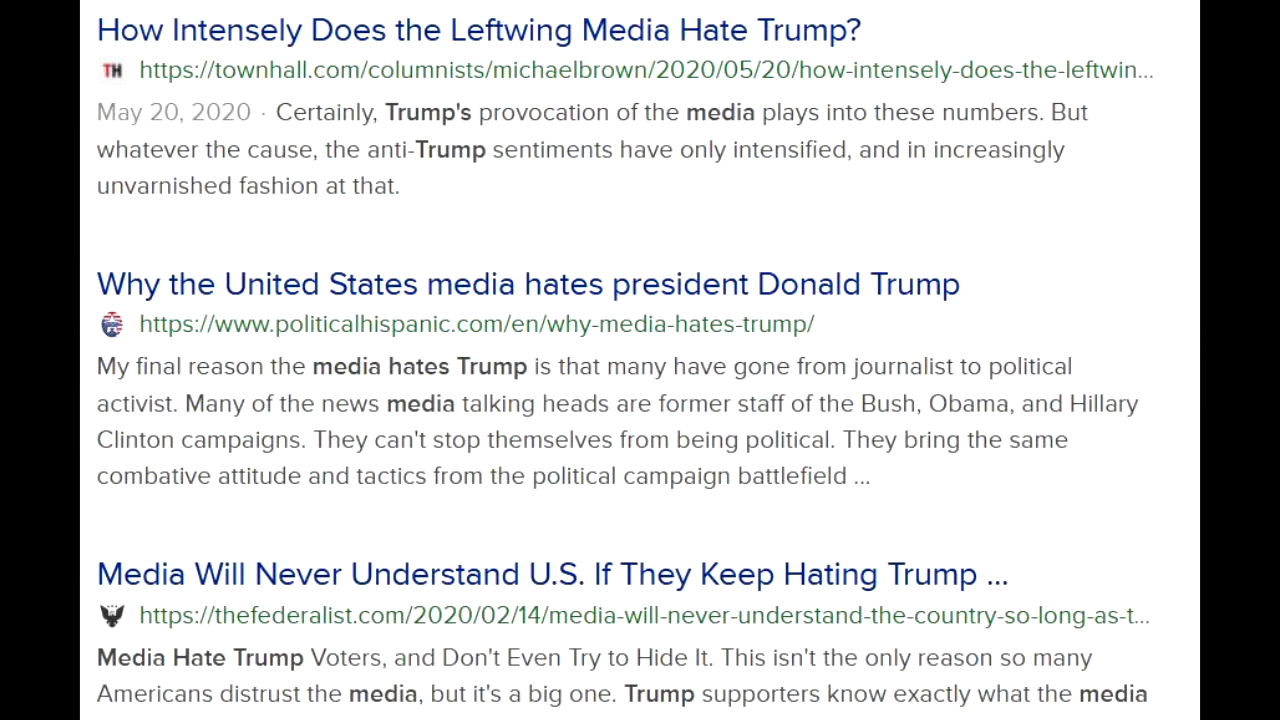 How Intensely Does the Leftwing Media Hate Trump?
TH https://townhall.com/columnists/michaelbrown/2020/05/20/how-intensely-does-the-leftwin...
May 20, 2020 · Certainly, Trump's provocation of the media plays into these numbers. But
whatever the cause, the anti-Trump sentiments have only intensified, and in increasingly
unvarnished fashion at that.
Why the United States media hates president Donald Trump
https://www.politicalhispanic.com/en/why-media-hates-trump/
My final reason the media hates Trump is that many have gone from journalist to political
activist. Many of the news media talking heads are former staff of the Bush, Obama, and Hillary
Clinton campaigns. They can't stop themselves from being political. They bring the same
combative attitude and tactics from the political campaign battlefield ...
Media Will Never Understand U.S. If They Keep Hating Trump ...
https://thefederalist.com/2020/02/14/media-will-never-understand-the-country-so-long-as-t...
Media Hate Trump Voters, and Don't Even Try to Hide It. This isn't the only reason so many
Americans distrust the media, but it's a big one. Trump supporters know exactly what the media